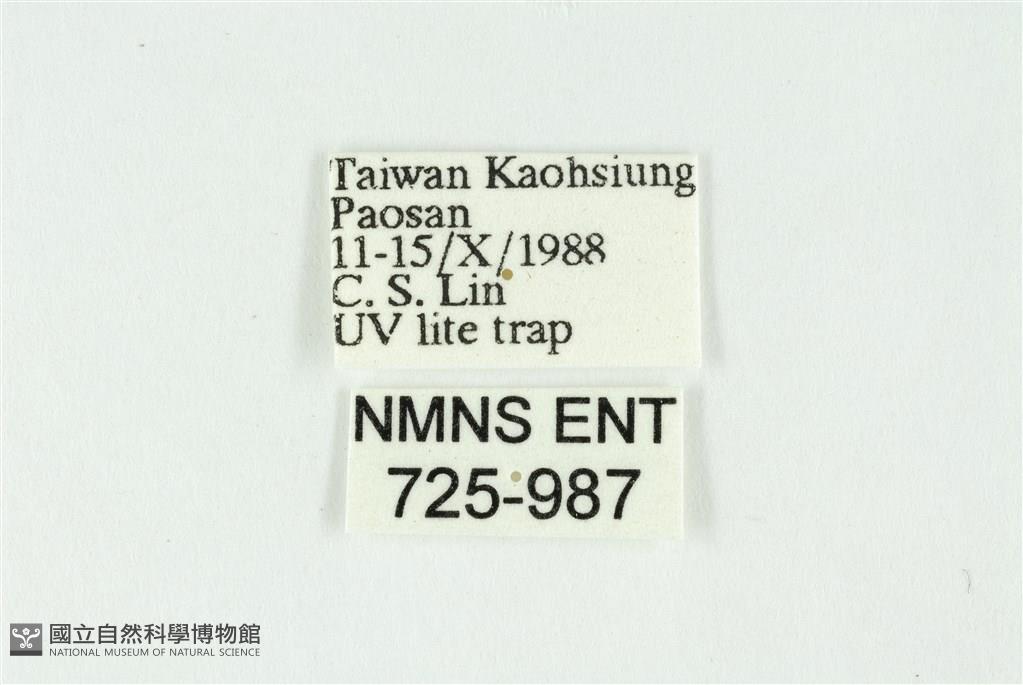 Taiwan Kaohsiung
Paosan
11-15/X/1988
C. S. Lin
UV lite trap
NMNS ENT
725-987
國立自然科學博物館
NATIONAL MUSEUM OF NATURAL SCIENCE